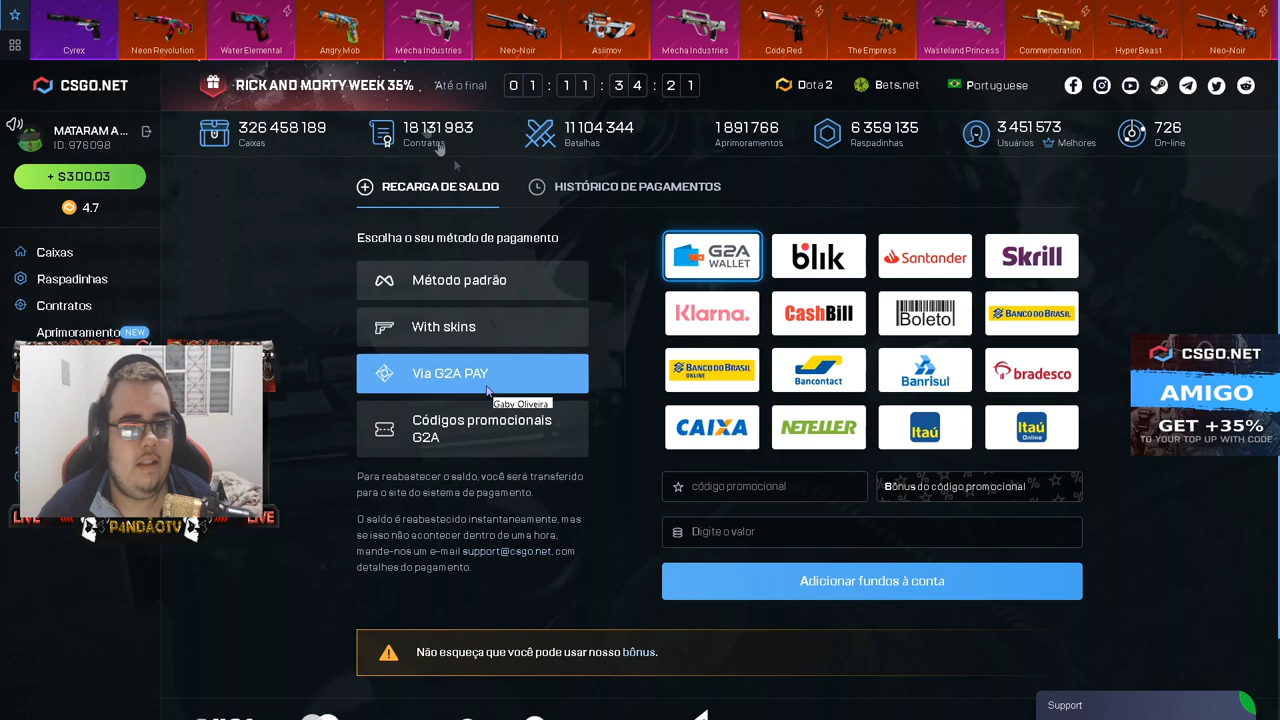 Cyrex
Neon Revolution
Water Elemental
Angry Mob
Mecha Industries
Neo-Noir
Asiimov
Mecha Industries
Code Red
The Empress
Wasteland Princess
Commemoration
Hyper Beast
Neo-Noir
CSGO.NET
RICK AND MORTY WEEK 35%
Até o final
01:11:34:21
Dota 2
Bets.net
Portuguese
MATARAM A...
ID: 976098
326 458 189
Caixas
18 131 983
Contratos
11 104 344
Batalhas
1 891 766
Aprimoramentos
6 359 135
Raspadinhas
3 451 573
Usuários
Melhores
726
On-line
+ $300.03
4.7
Caixas
Raspadinhas
Contratos
Aprimoramento NEW
RECARGA DE SALDO
HISTÓRICO DE PAGAMENTOS
Escolha o seu método de pagamento
Método padrão
With skins
Via G2A PAY
Gaby Oliveira
Códigos promocionais
G2A
Para reabastecer o saldo, você será transferido
para o site do sistema de pagamento.
O saldo é reabastecido instantaneamente, mas
se isso não acontecer dentro de uma hora,
mande-nos um e-mail support@csgo.net, com
detalhes do pagamento.
G2A
WALLET
blik
Santander
Skrill
Klarna.
CashBill
Boleto
BANCO DO BRASIL
BANCO DO BRASIL
ONLINE
Bancontact
Banrisul
bradesco
CAIXA
NETELLER
Itaú
Itaú
Online
código promocional
Bônus do código promocional
Digite o valor
Adicionar fundos à conta
Não esqueça que você pode usar nosso bônus.
CSGO.NET
AMIGO
GET +35%
TO YOUR TOP UP WITH CODE
LIVE
P4NDÃOTV
LIVE
Support